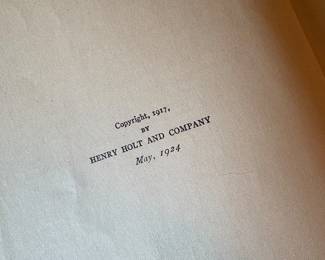 Copyright, 1917,
BY
HENRY HOLT AND COMPANY
May, 1924